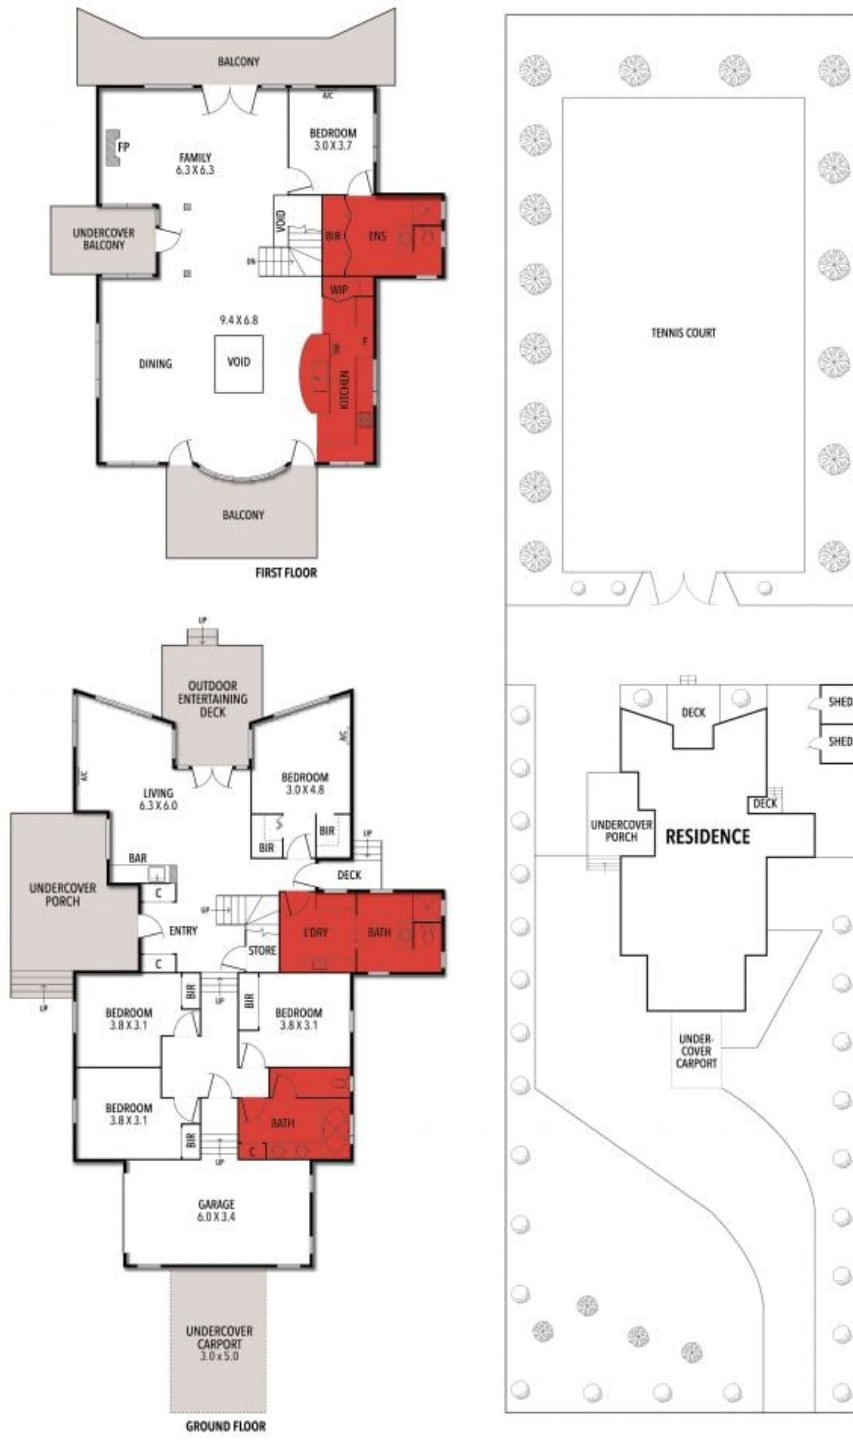 BALCONY
A/C
BEDROOM
3.0 X 3.7
FP
FAMILY
6.3 X 6.3
UNDERCOVER
BALCONY
VOID
BIR
ENS
DN
WIP
9.4 X 6.8
F
DINING
VOID
KITCHEN
BALCONY
FIRST FLOOR
UP
OUTDOOR
ENTERTAINING
DECK
A/C
A/C
LIVING
6.3 X 6.0
BEDROOM
3.0 X 4.8
BIR
BIR
UP
BAR
DECK
UNDERCOVER
PORCH
C
UP
ENTRY
L'DRY
BATH
STORE
C
UP
BIR
UP
BIR
BEDROOM
3.8 X 3.1
BEDROOM
3.8 X 3.1
BEDROOM
3.8 X 3.1
BATH
BIR
UP
C
GARAGE
6.0 X 3.4
UNDERCOVER
CARPORT
3.0 x 5.0
GROUND FLOOR
TENNIS COURT
DECK
SHED
SHED
DECK
UNDERCOVER
PORCH
RESIDENCE
UNDER-
COVER
CARPORT